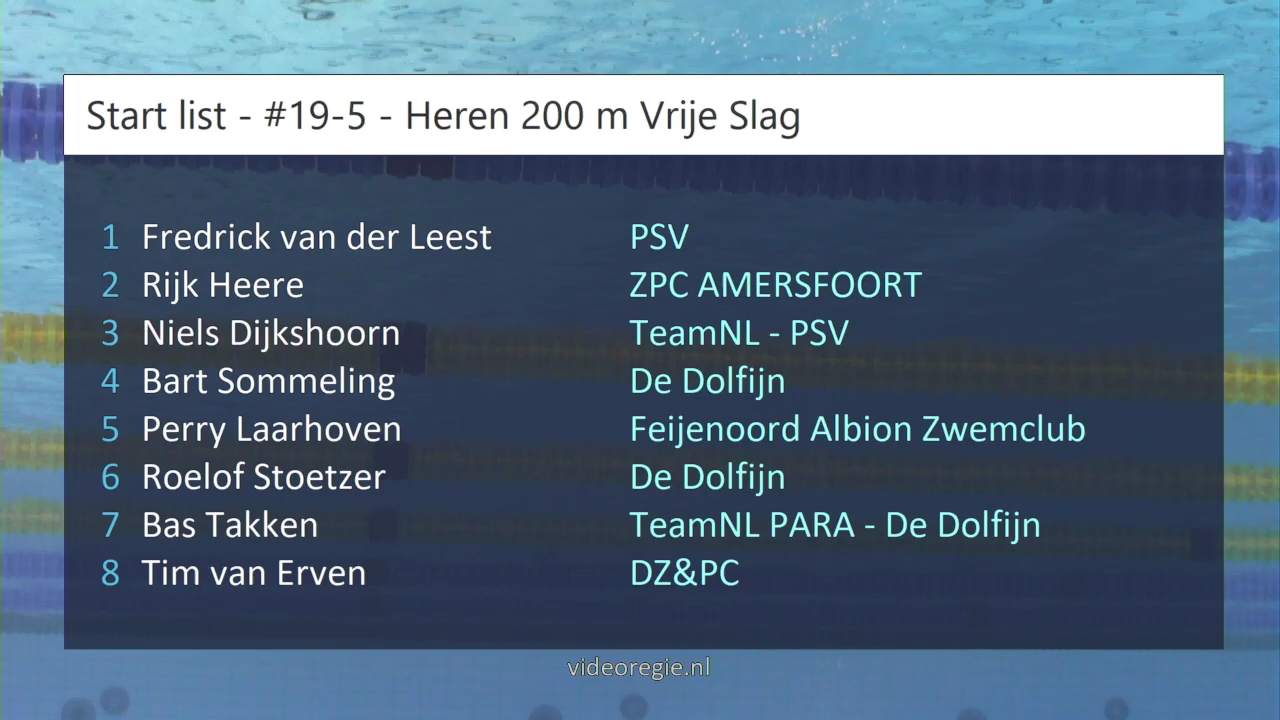 Start list - #19-5 - Heren 200 m Vrije Slag
1 Fredrick van der Leest PSV
2 Rijk Heere ZPC AMERSFOORT
3 Niels Dijkshoorn TeamNL - PSV
4 Bart Sommeling De Dolfijn
5 Perry Laarhoven Feijenoord Albion Zwemclub
6 Roelof Stoetzer De Dolfijn
7 Bas Takken TeamNL PARA - De Dolfijn
8 Tim van Erven DZ&PC
videoregie.nl